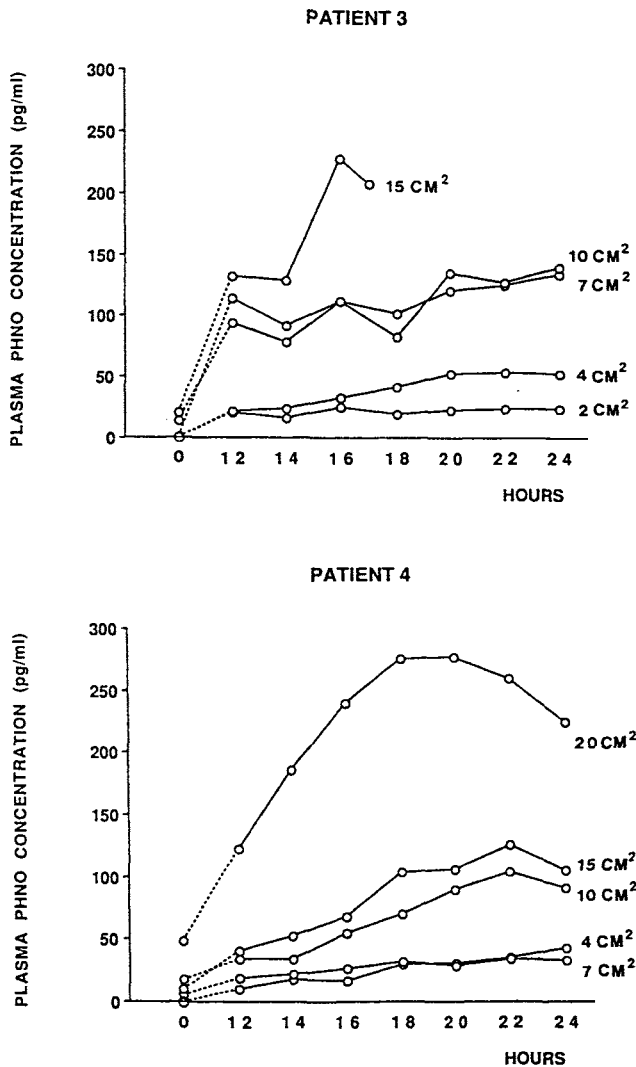 PATIENT 3
PLASMA PHNO CONCENTRATION (pg/ml)
300
250
200
150
100
50
0
15 CM²
10 CM²
7 CM²
4 CM²
2 CM²
0 12 14 16 18 20 22 24
HOURS
PATIENT 4
PLASMA PHNO CONCENTRATION (pg/ml)
300
250
200
150
100
50
0
20 CM²
15 CM²
10 CM²
4 CM²
7 CM²
0 12 14 16 18 20 22 24
HOURS